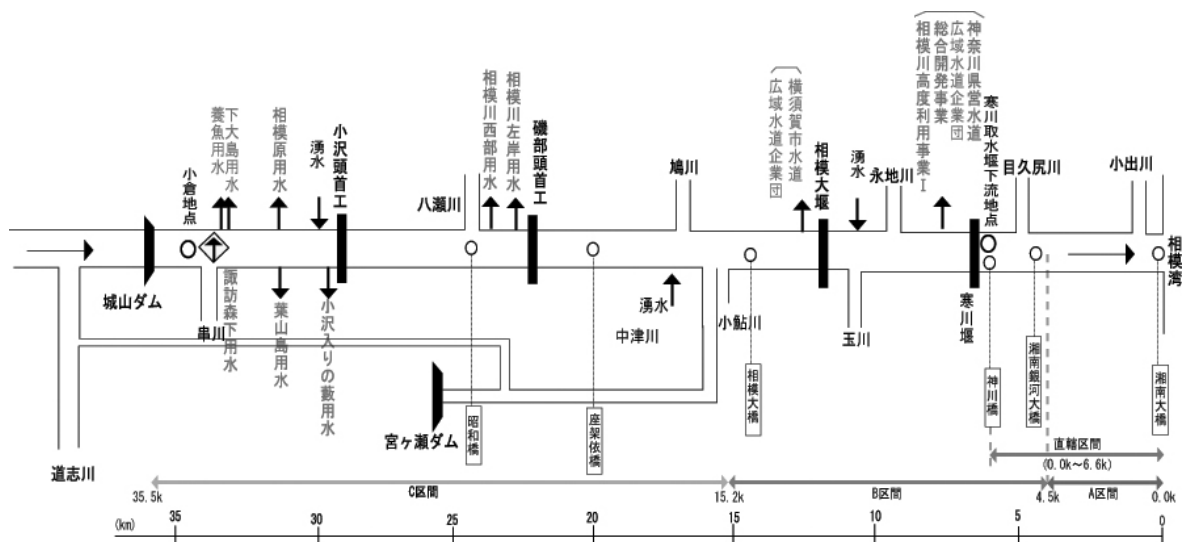 神奈川県営水道
広域水道企業団
総合開発事業
相模川高度利用事業Ⅰ
横須賀市水道
広域水道企業団
相模川左岸用水
相模川西部用水
下大島用水
養魚用水
相模原用水
湧水
小沢頭首工
磯部頭首工
小倉地点
八瀬川
鳩川
相模大堰
湧水
永地川
寒川取水堰下流地点
目久尻川
小出川
相模湾
城山ダム
串川
諏訪森下用水
葉山島用水
小沢入りの薮用水
湧水
中津川
小鮎川
玉川
寒川堰
道志川
宮ヶ瀬ダム
昭和橋
座架依橋
相模大橋
神川橋
湘南銀河大橋
湘南大橋
直轄区間
(0.0k～6.6k)
35.5k
C区間
15.2k
B区間
4.5k
A区間
0.0k
(km)
35
30
25
20
15
10
5
0